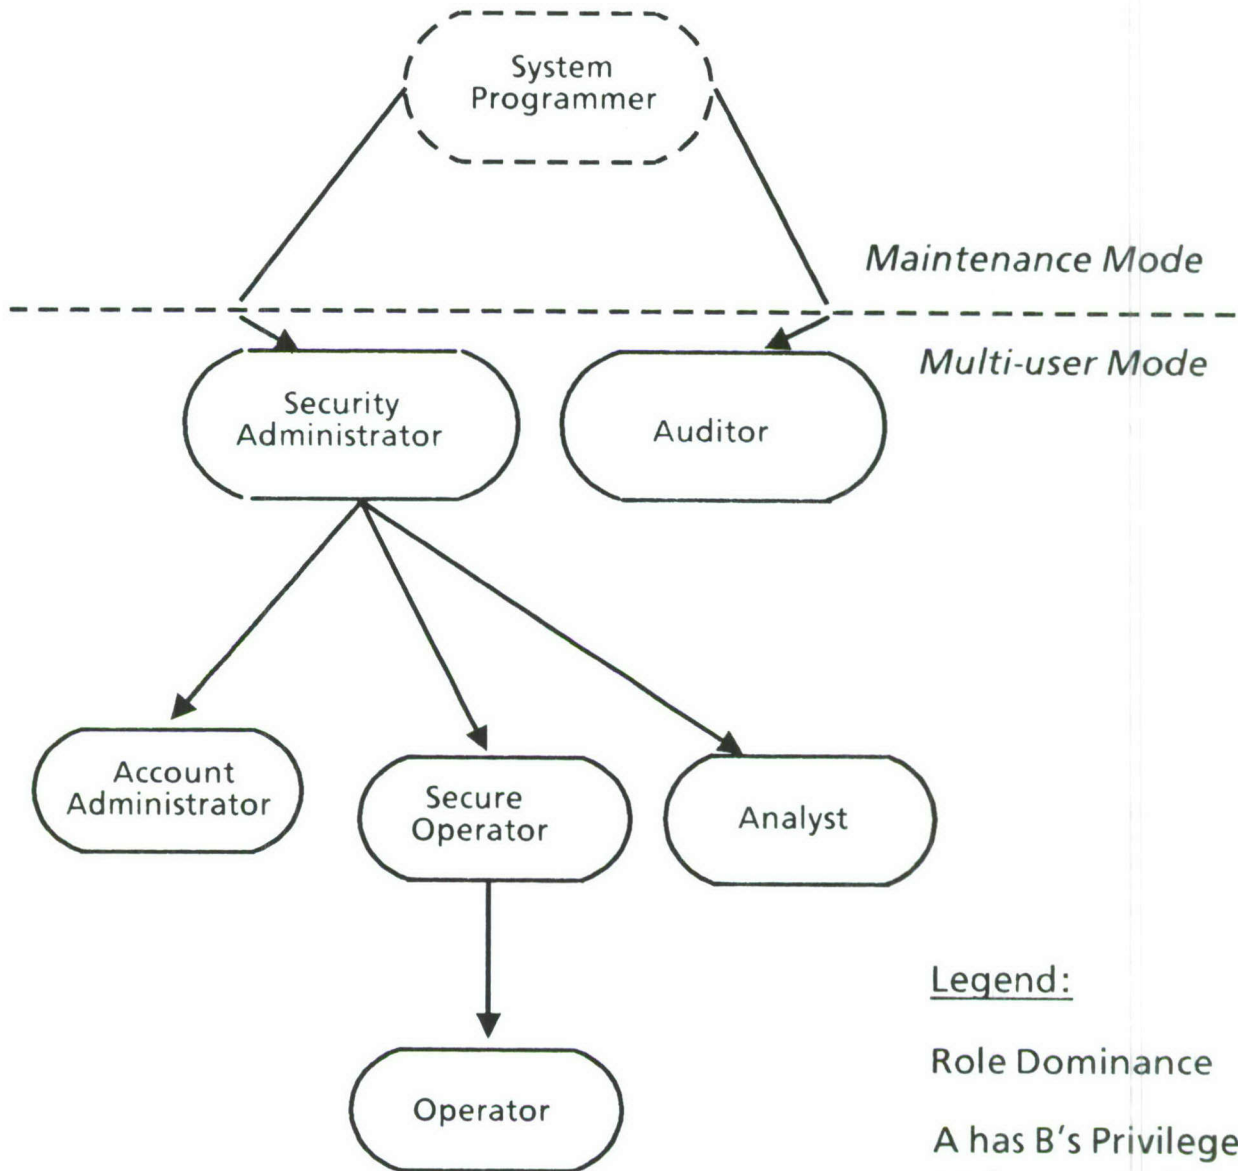 System
Programmer
Maintenance Mode
Multi-user Mode
Security
Administrator
Auditor
Account
Administrator
Secure
Operator
Analyst
Operator
Legend:
Role Dominance
A has B's Privilege